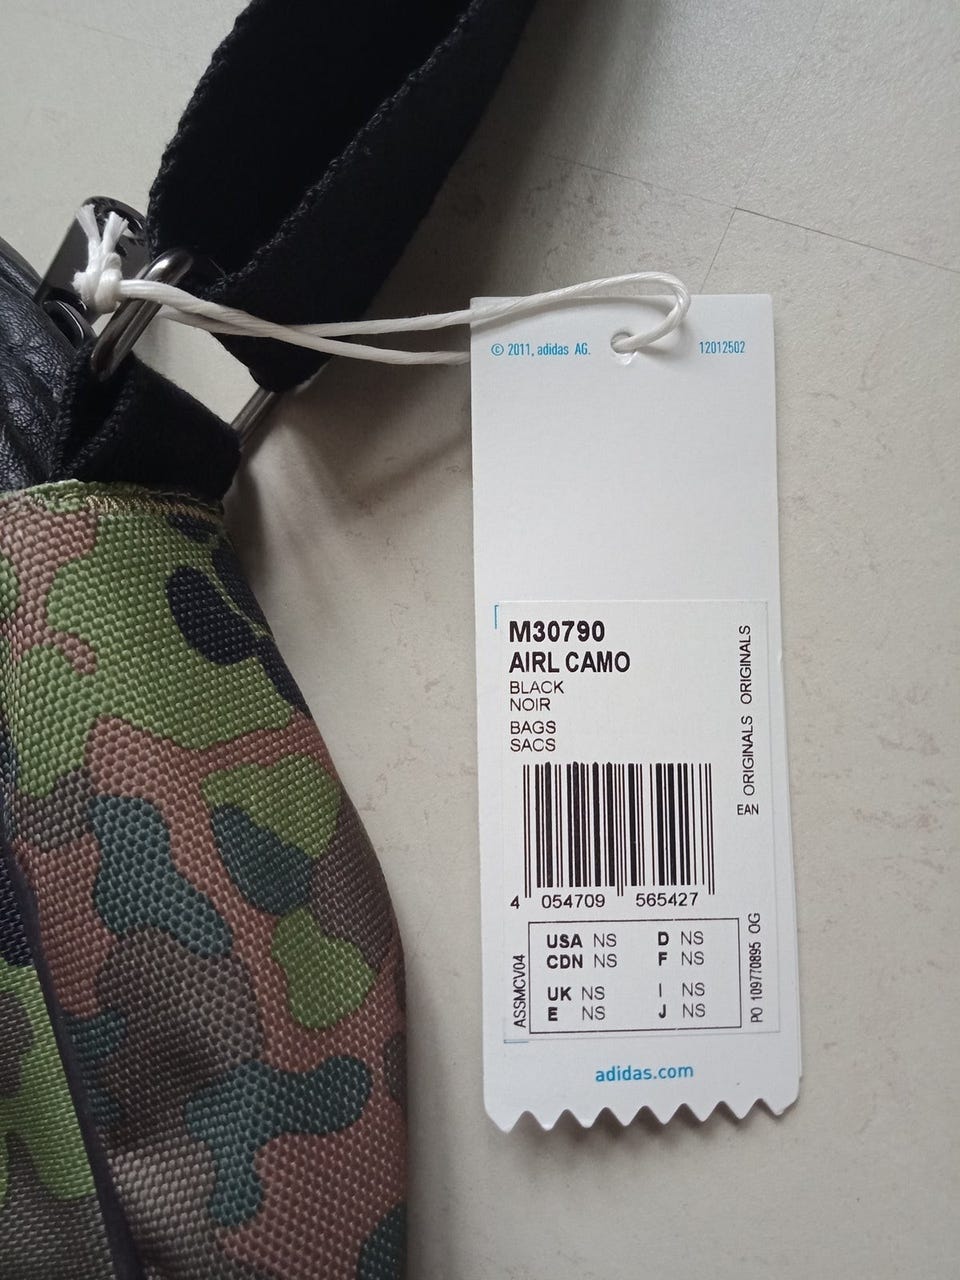 © 2011, adidas AG.
12012502
M30790
AIRL CAMO
BLACK
NOIR
BAGS
SACS
ORIGINALS ORIGINALS
EAN
4 054709 565427
ASSMCV04
USA NS D NS
CDN NS F NS
UK NS I NS
E NS J NS
PO 109770895 OG
adidas.com